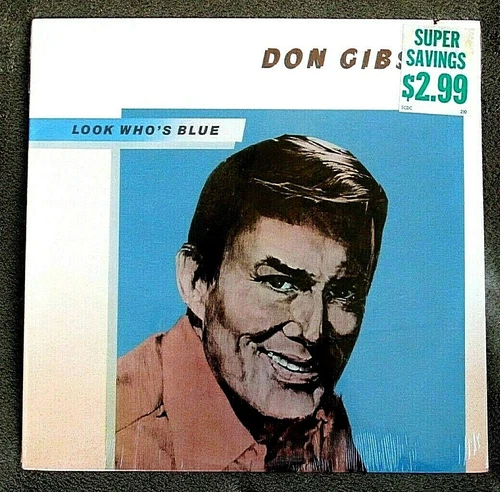 DON GIBS
SUPER
SAVINGS
$2.99
LOOK WHO'S BLUE